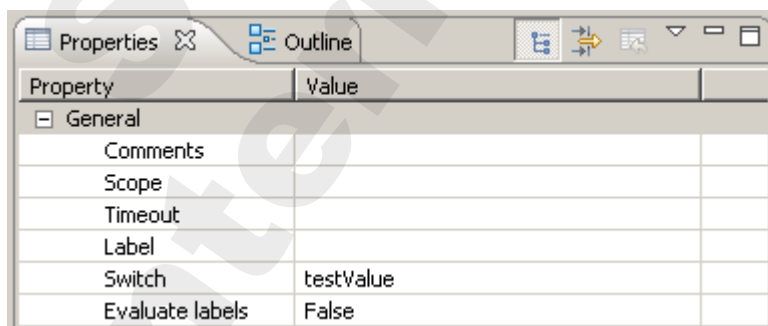 Properties Outline
Property Value
General
Comments
Scope
Timeout
Label
Switch testValue
Evaluate labels False